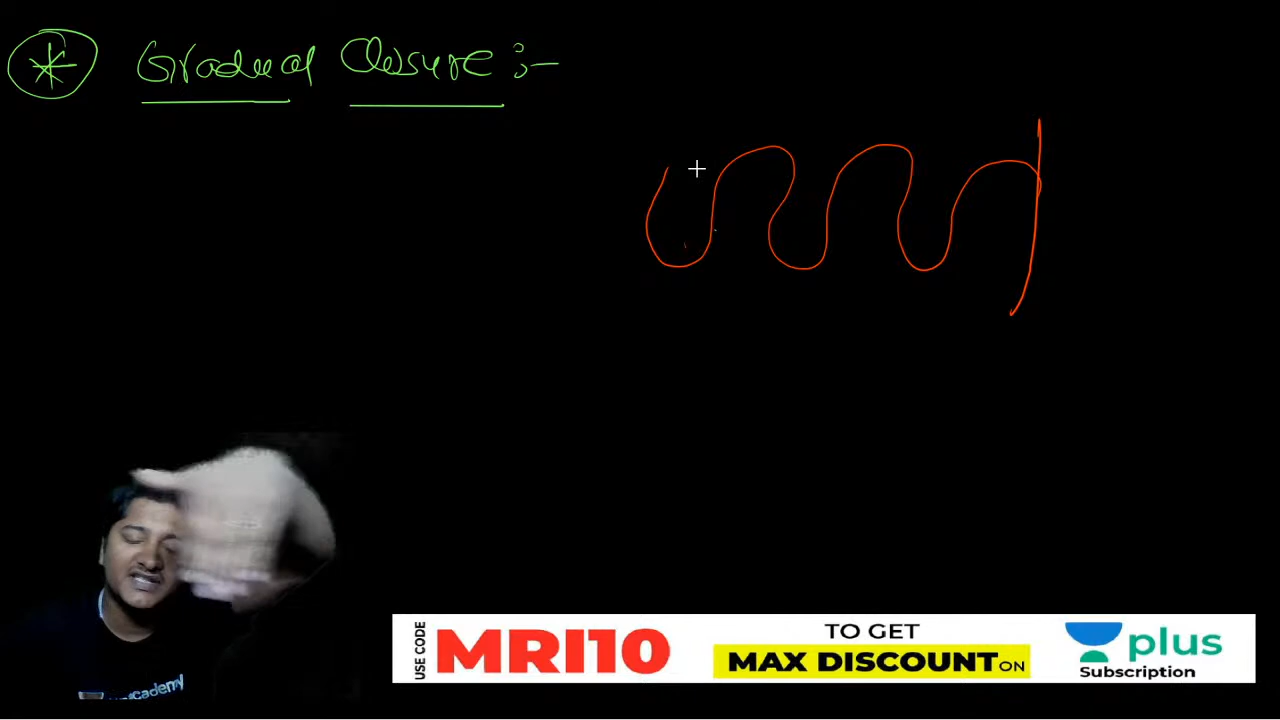 Gradual Closure :-
USE CODE
MRI10
TO GET
MAX DISCOUNT ON
plus
Subscription